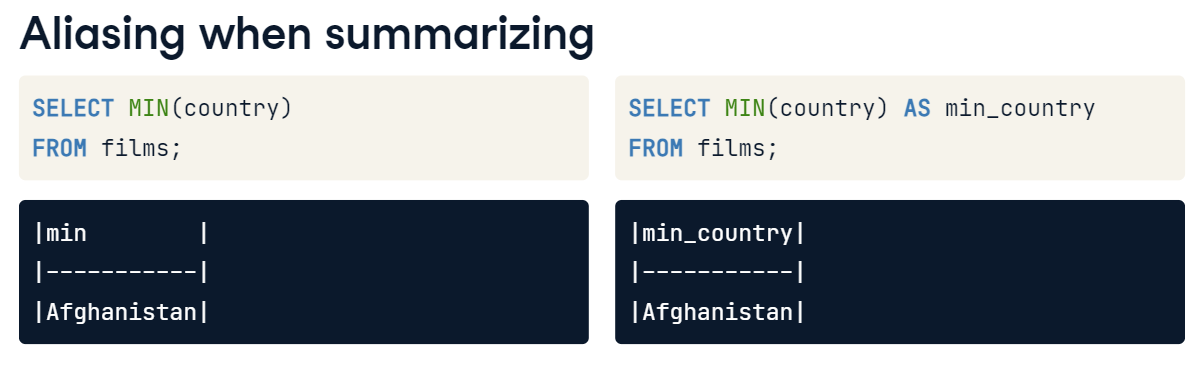 Aliasing when summarizing
SELECT MIN(country)
FROM films;
|min        |
|-----------|
|Afghanistan|
SELECT MIN(country) AS min_country
FROM films;
|min_country|
|-----------|
|Afghanistan|